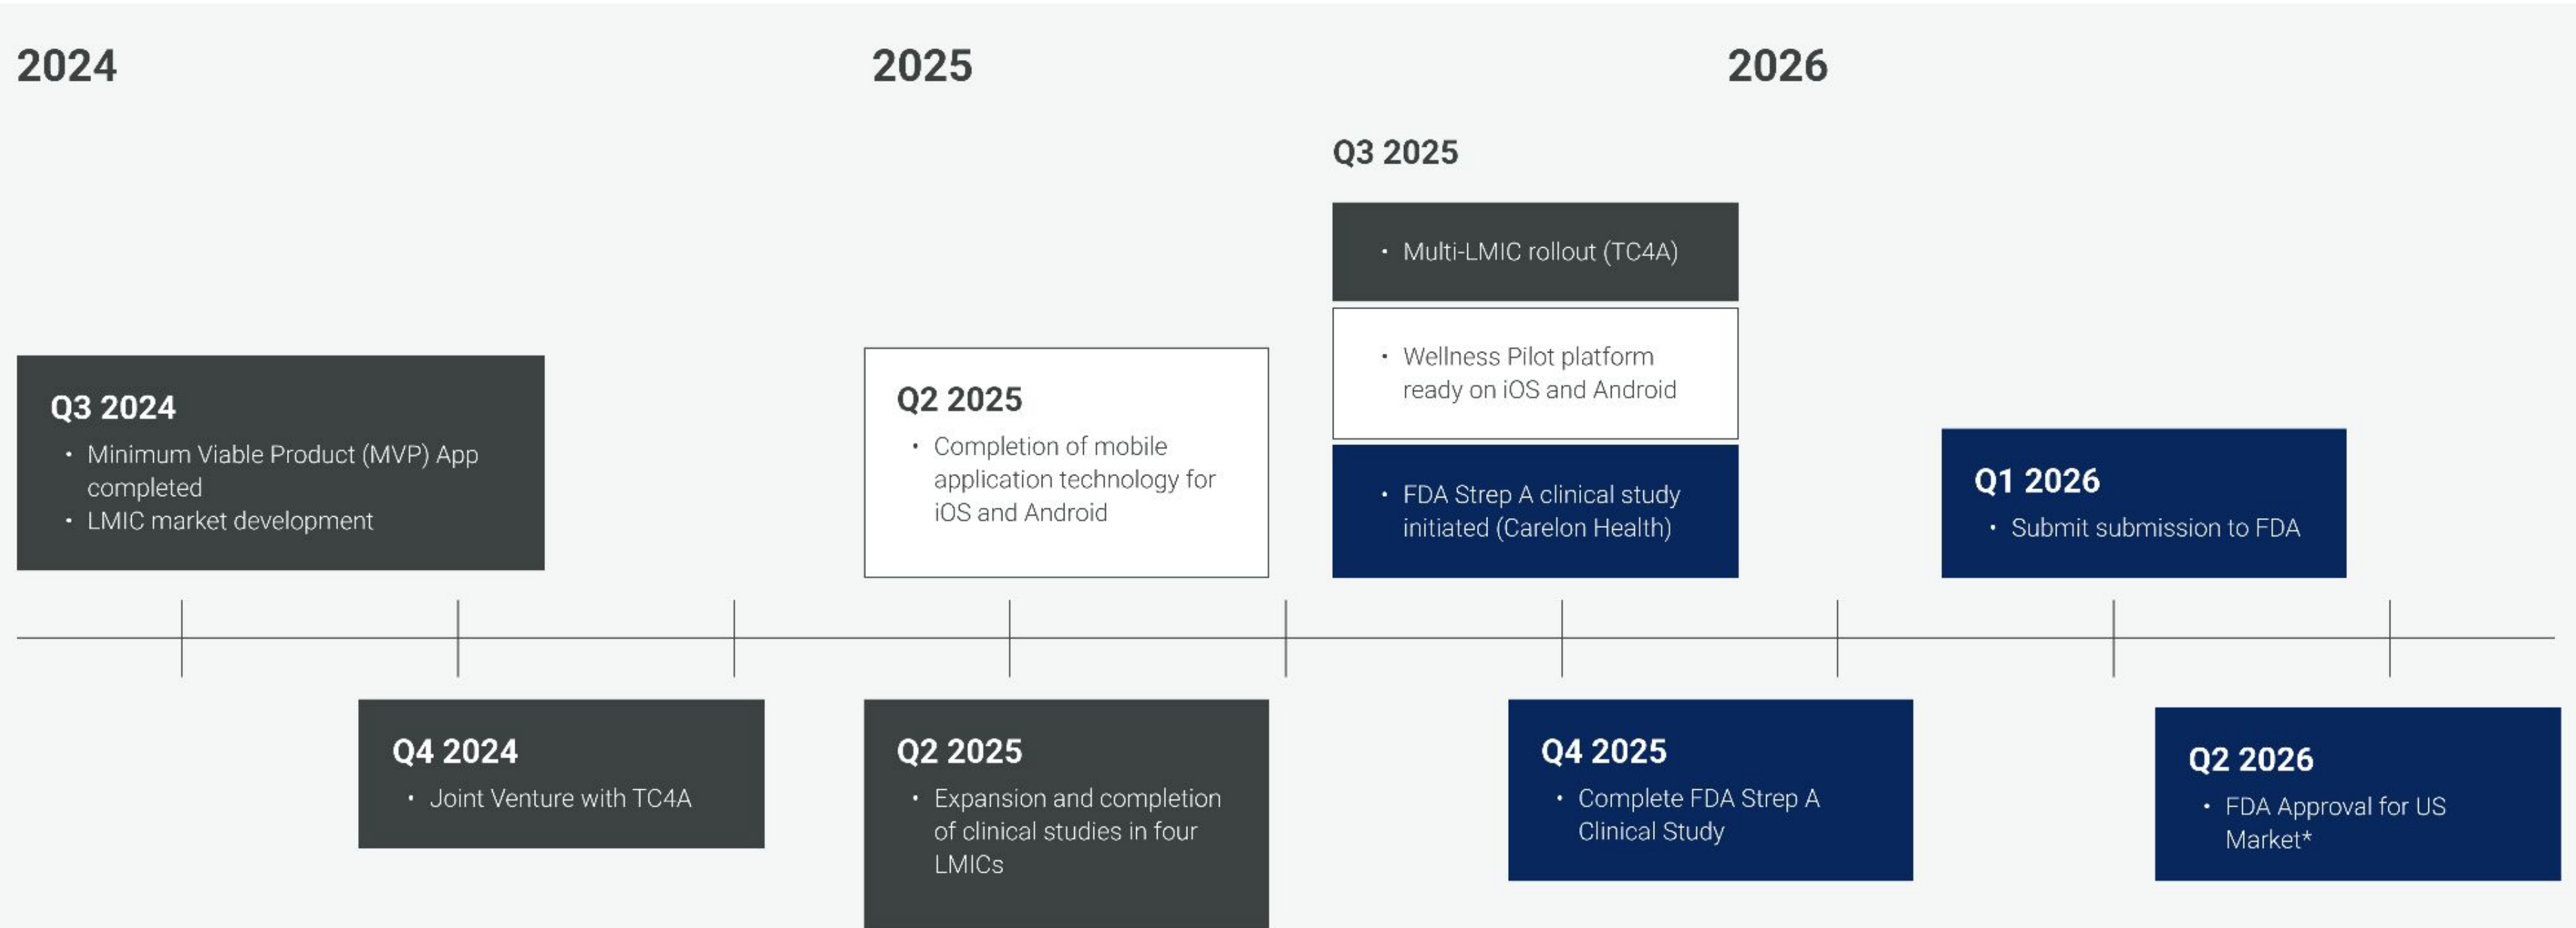 2024
2025
2026
Q3 2025
• Multi-LMIC rollout (TC4A)
• Wellness Pilot platform
ready on iOS and Android
• FDA Strep A clinical study
initiated (Carelon Health)
Q3 2024
• Minimum Viable Product (MVP) App
completed
• LMIC market development
Q2 2025
• Completion of mobile
application technology for
iOS and Android
Q1 2026
• Submit submission to FDA
Q4 2024
• Joint Venture with TC4A
Q2 2025
• Expansion and completion
of clinical studies in four
LMICs
Q4 2025
• Complete FDA Strep A
Clinical Study
Q2 2026
• FDA Approval for US
Market*